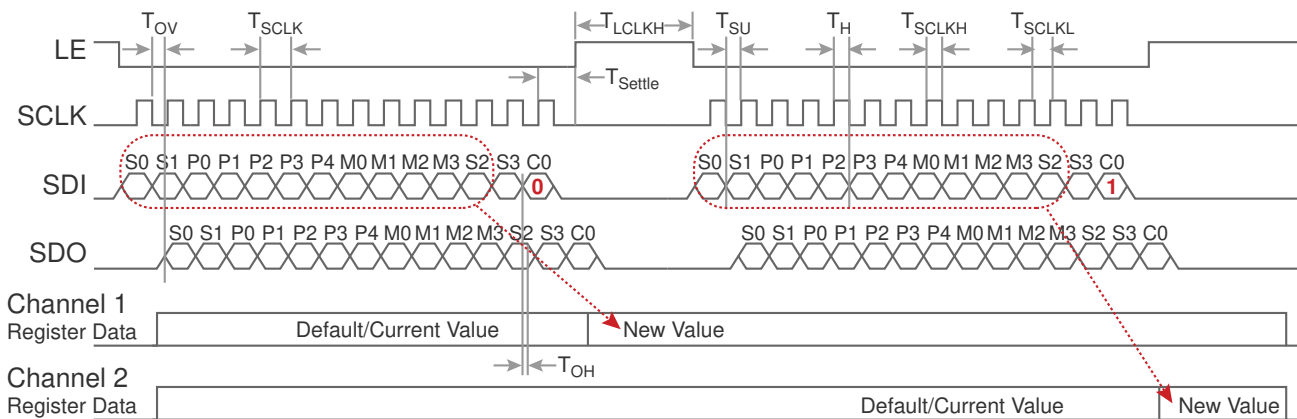 T_OV T_SCLK T_LCLKH T_SU T_H T_SCLKH T_SCLKL
LE
T_Settle
SCLK
S0 S1 P0 P1 P2 P3 P4 M0 M1 M2 M3 S2 S3 C0 S0 S1 P0 P1 P2 P3 P4 M0 M1 M2 M3 S2 S3 C0
SDI 0 1
S0 S1 P0 P1 P2 P3 P4 M0 M1 M2 M3 S2 S3 C0 S0 S1 P0 P1 P2 P3 P4 M0 M1 M2 M3 S2 S3 C0
SDO
Channel 1
Register Data Default/Current Value New Value
T_OH
Channel 2
Register Data Default/Current Value New Value